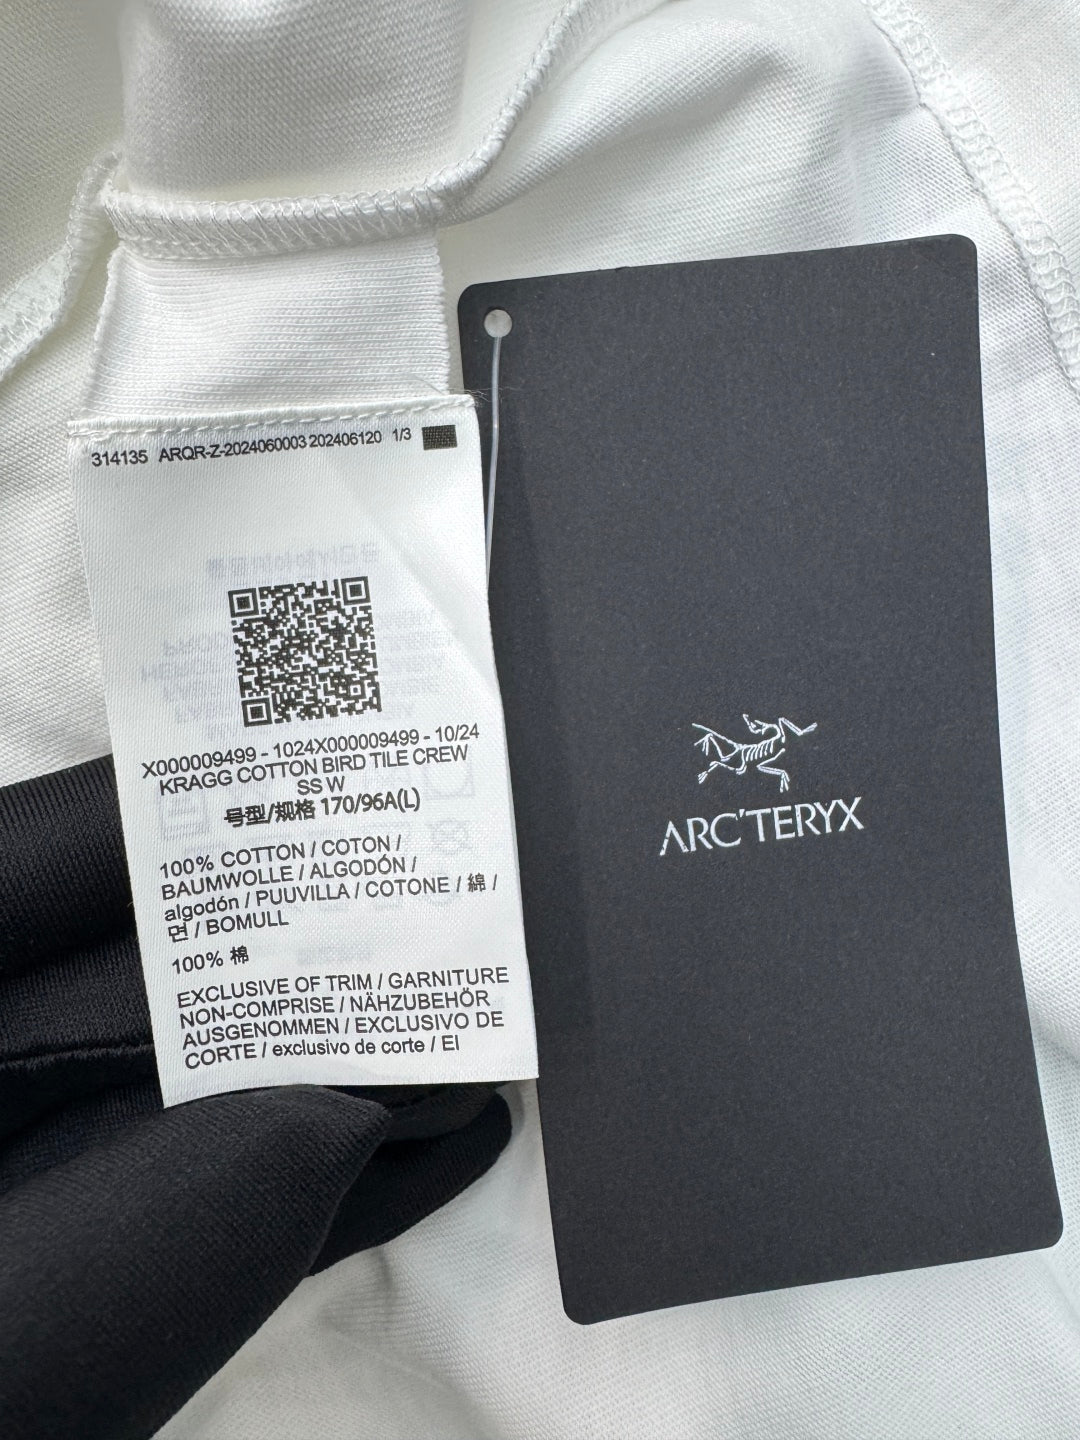 314135 ARQR-Z-2024060003 202406120 1/3
X000009499 - 1024X000009499 - 10/24
KRAGG COTTON BIRD TILE CREW
SS W
号型/规格 170/96A(L)
100% COTTON / COTON /
BAUMWOLLE / ALGODÓN /
algodón / PUUVILLA / COTONE / 綿 /
면 / BOMULL
100% 棉
EXCLUSIVE OF TRIM / GARNITURE
NON-COMPRISE / NÄHZUBEHÖR
AUSGENOMMEN / EXCLUSIVO DE
CORTE / exclusivo de corte / EI
ARC'TERYX